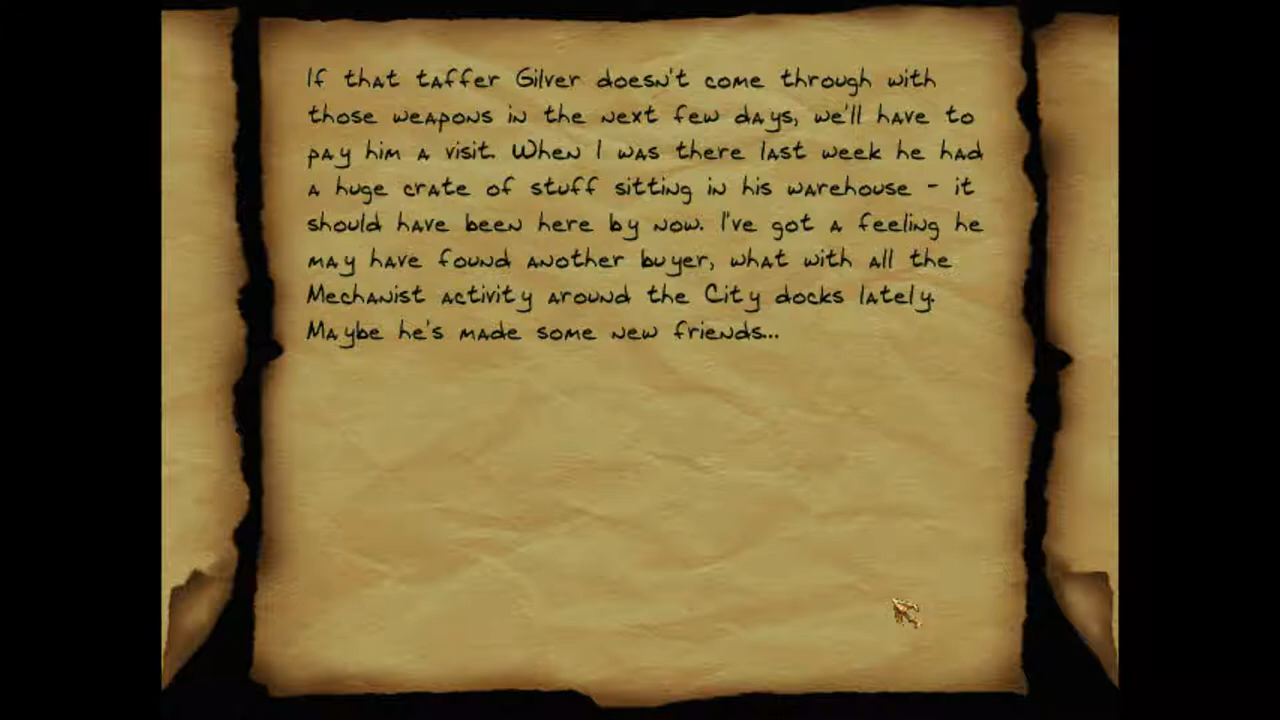 If that taffer Gilver doesn't come through with
those weapons in the next few days, we'll have to
pay him a visit. When I was there last week he had
a huge crate of stuff sitting in his warehouse - it
should have been here by now. I've got a feeling he
may have found another buyer, what with all the
Mechanist activity around the City docks lately.
Maybe he's made some new friends...